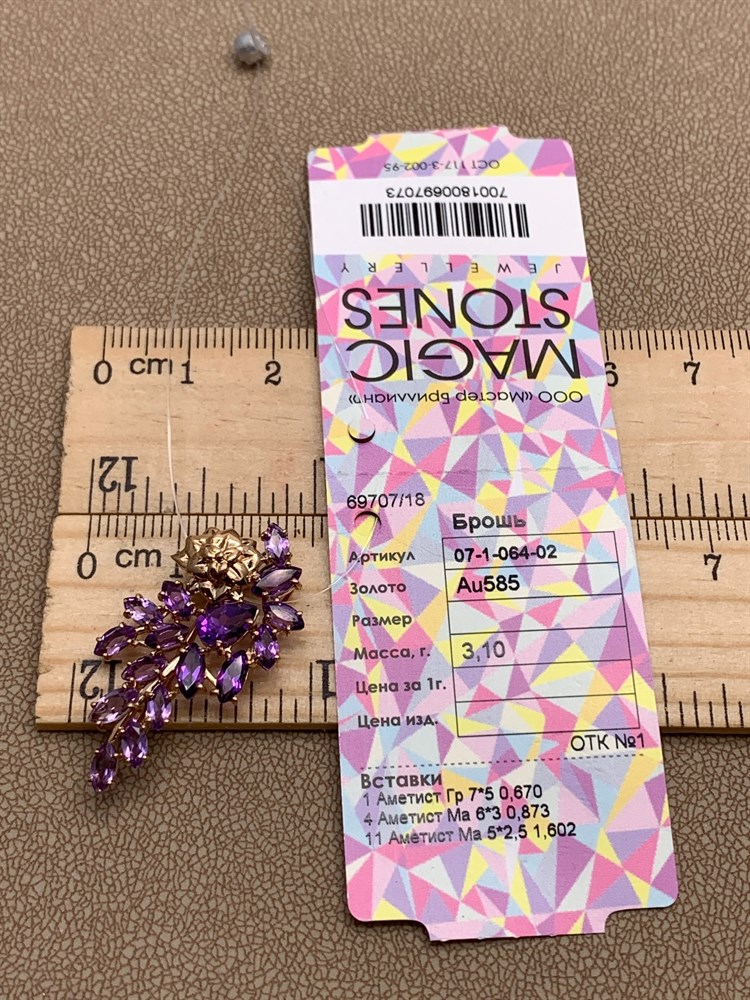 ОСТ 117-3-002-95
7001800697073
JEWELLERY
MAGIC
STONES
ООО «Мастер Бриллиант»
0 cm 1 2 6 7
12
0 cm 1 7
69707/18
Брошь
Артикул 07-1-064-02
Золото Au585
Размер
Масса, г. 3,10
Цена за 1г.
Цена изд.
ОТК №1
Вставки
1 Аметист Гр 7*5 0,670
4 Аметист Ма 6*3 0,873
11 Аметист Ма 5*2,5 1,602